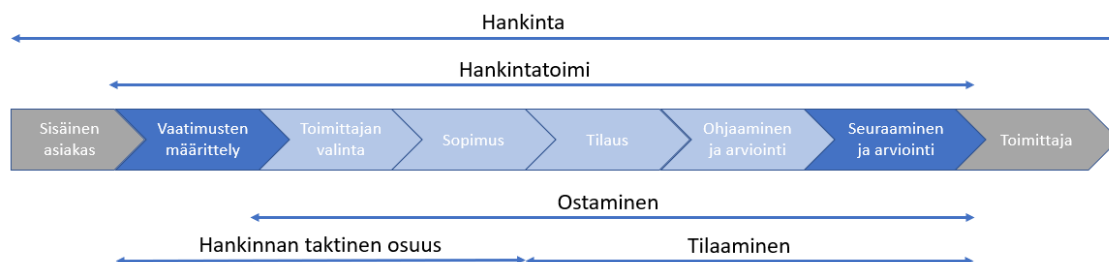 Hankinta
Hankintatoimi
Sisäinen
asiakas
Vaatimusten
määrittely
Toimittajan
valinta
Sopimus
Tilaus
Ohjaaminen
ja arviointi
Seuraaminen
ja arviointi
Toimittaja
Ostaminen
Hankinnan taktinen osuus
Tilaaminen